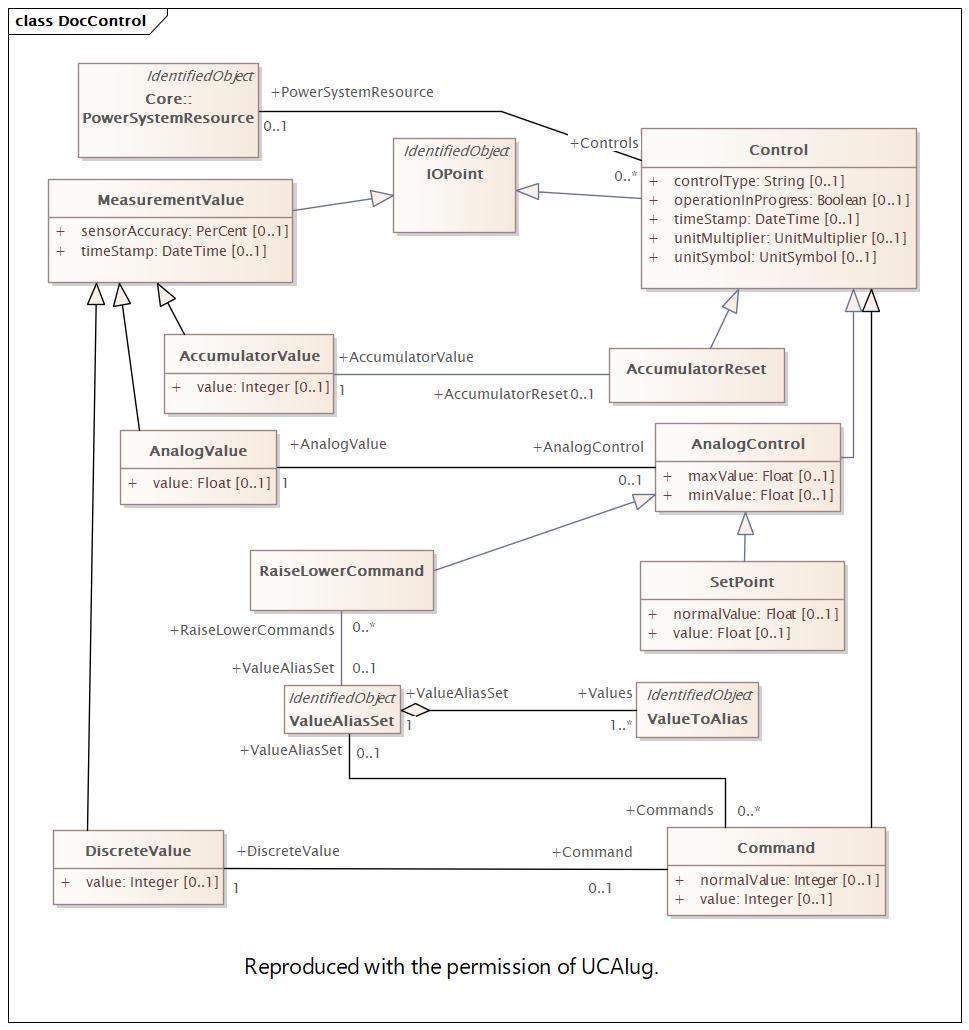 class DocControl
IdentifiedObject
Core::
PowerSystemResource
+PowerSystemResource
0..1
+Controls
0..*
IdentifiedObject
IOPoint
Control
+ controlType: String [0..1]
+ operationInProgress: Boolean [0..1]
+ timeStamp: DateTime [0..1]
+ unitMultiplier: UnitMultiplier [0..1]
+ unitSymbol: UnitSymbol [0..1]
MeasurementValue
+ sensorAccuracy: PerCent [0..1]
+ timeStamp: DateTime [0..1]
AccumulatorValue
+ value: Integer [0..1]
+AccumulatorValue
1
+AccumulatorReset 0..1
AccumulatorReset
AnalogValue
+ value: Float [0..1]
+AnalogValue
1
+AnalogControl
0..1
AnalogControl
+ maxValue: Float [0..1]
+ minValue: Float [0..1]
RaiseLowerCommand
+RaiseLowerCommands
0..*
SetPoint
+ normalValue: Float [0..1]
+ value: Float [0..1]
+ValueAliasSet
0..1
IdentifiedObject
ValueAliasSet
+ValueAliasSet
1
+Values
1..*
IdentifiedObject
ValueToAlias
+ValueAliasSet
0..1
+Commands
0..*
DiscreteValue
+ value: Integer [0..1]
+DiscreteValue
1
+Command
0..1
Command
+ normalValue: Integer [0..1]
+ value: Integer [0..1]
Reproduced with the permission of UCAIug.